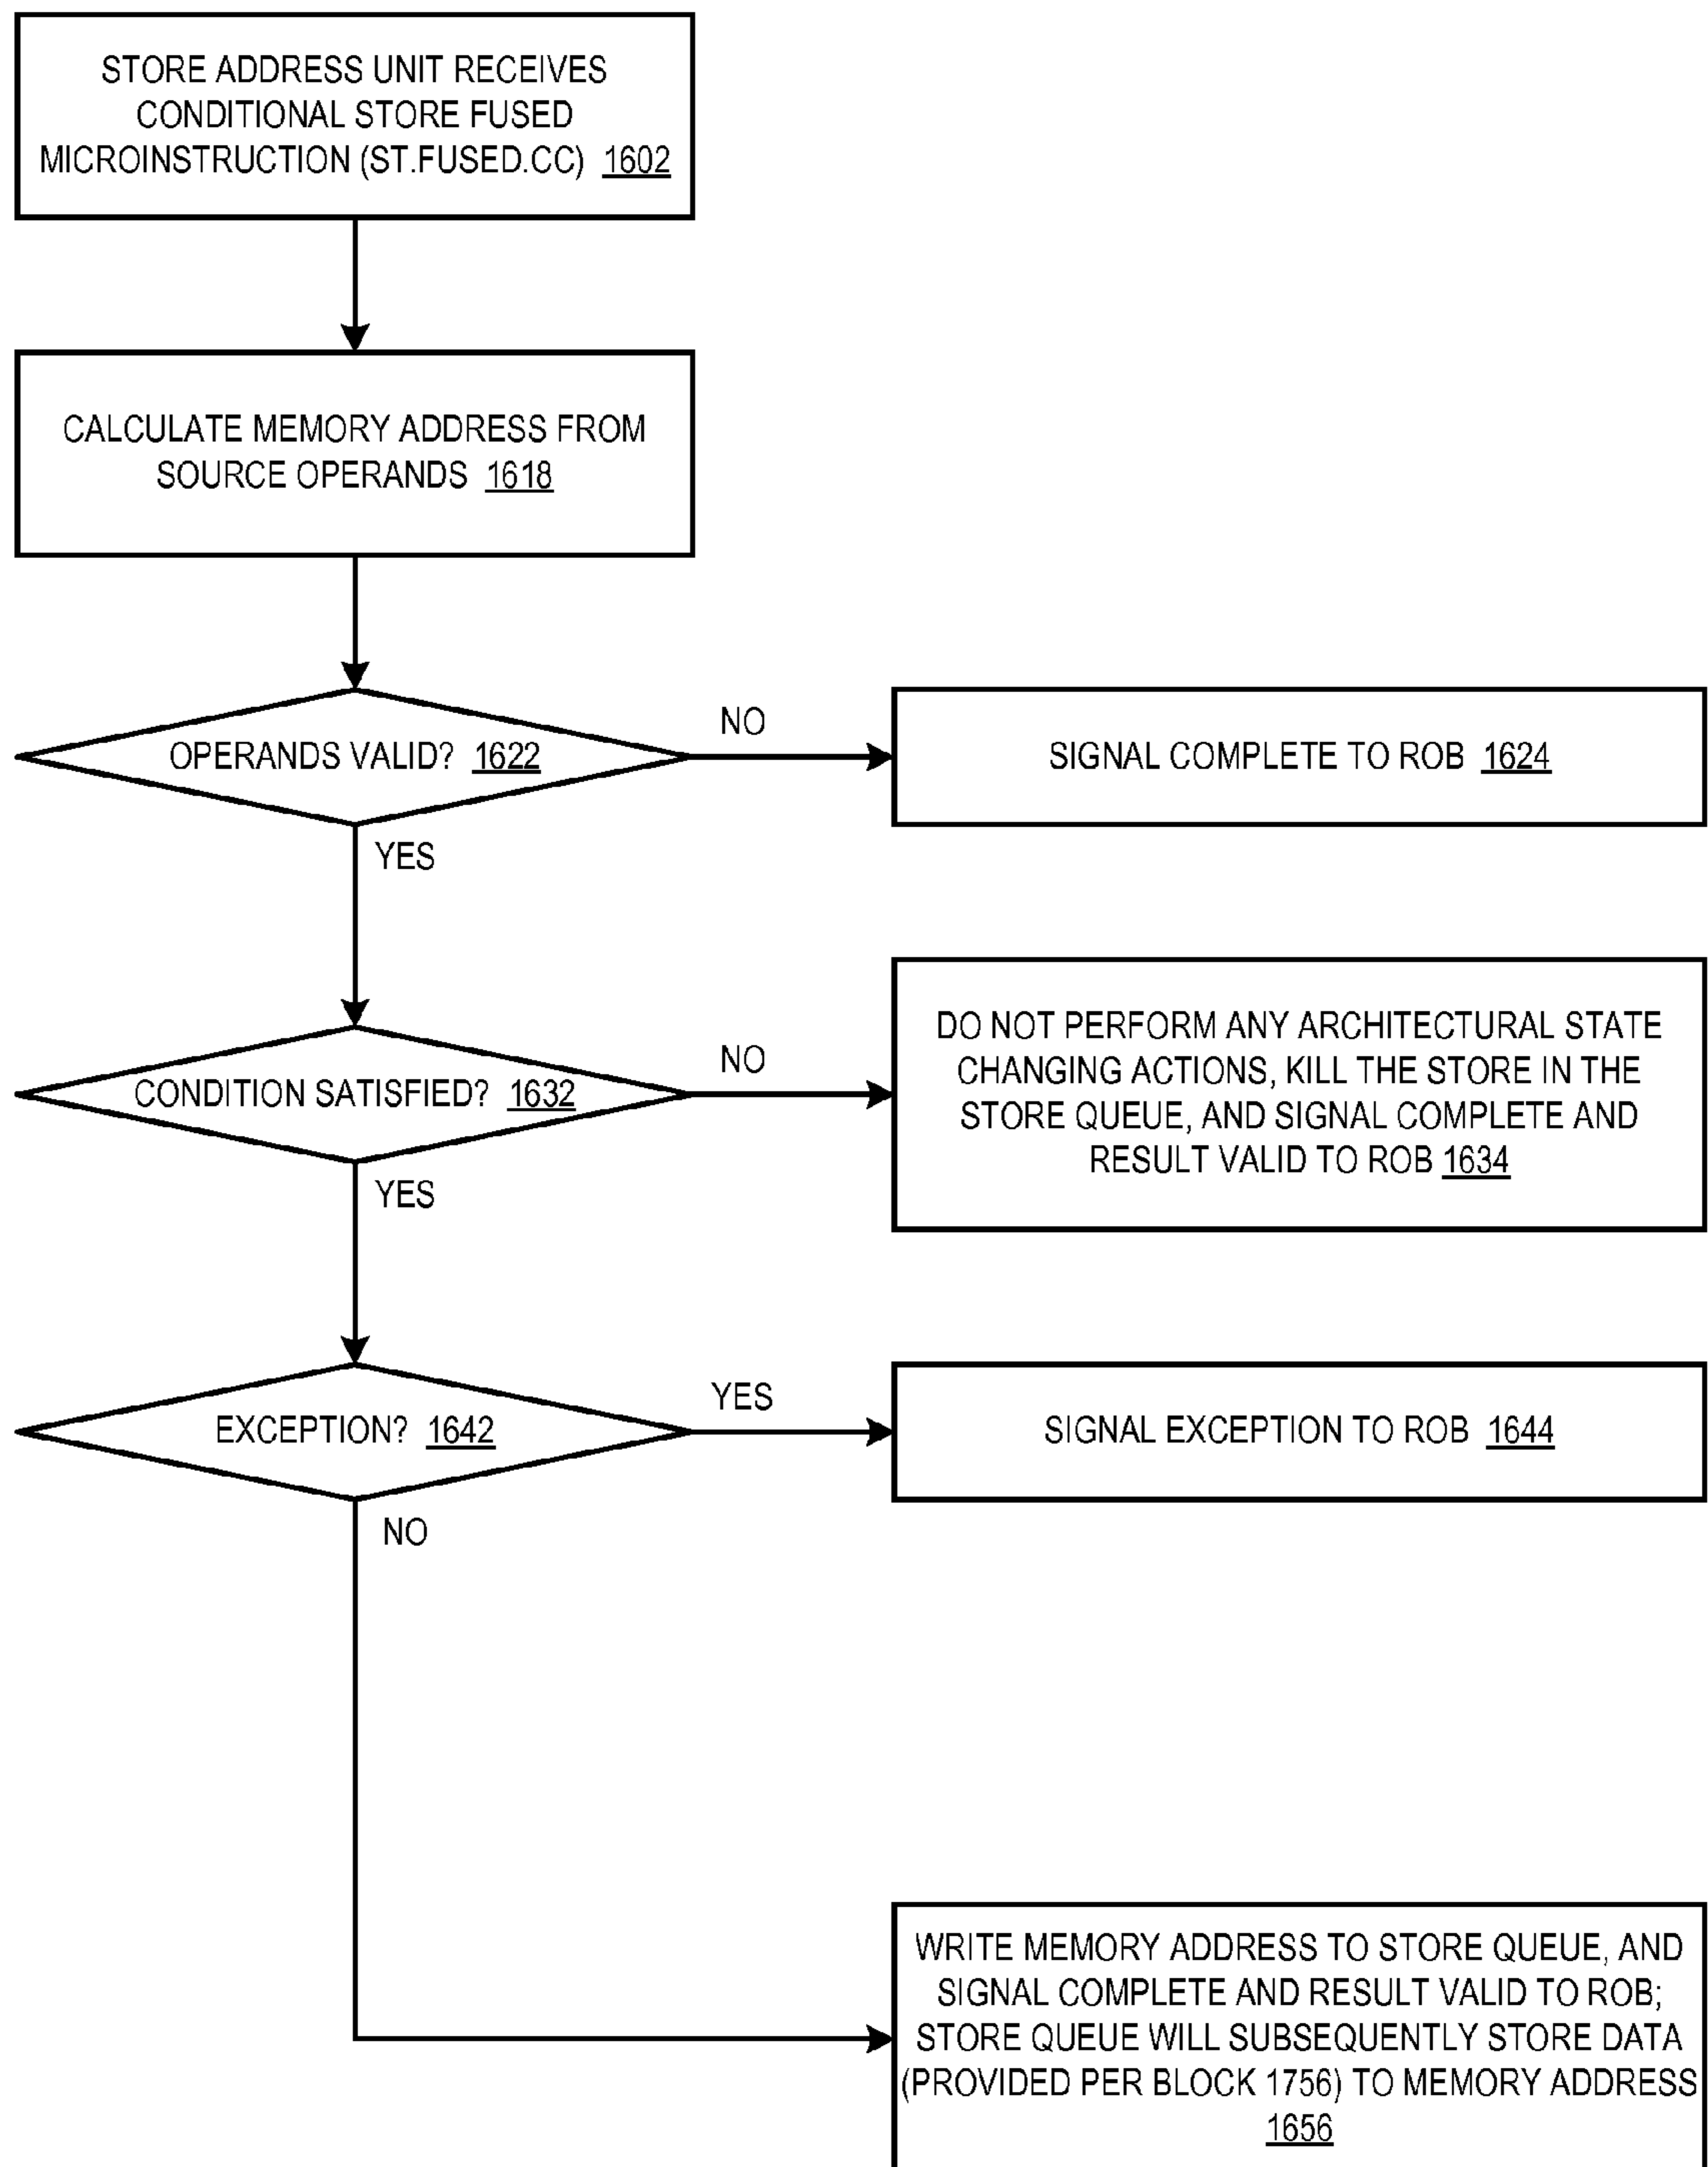 STORE ADDRESS UNIT RECEIVES
CONDITIONAL STORE FUSED
MICROINSTRUCTION (ST.FUSED.CC) 1602
CALCULATE MEMORY ADDRESS FROM
SOURCE OPERANDS 1618
OPERANDS VALID? 1622
NO
SIGNAL COMPLETE TO ROB 1624
YES
CONDITION SATISFIED? 1632
NO
DO NOT PERFORM ANY ARCHITECTURAL STATE
CHANGING ACTIONS, KILL THE STORE IN THE
STORE QUEUE, AND SIGNAL COMPLETE AND
RESULT VALID TO ROB 1634
YES
EXCEPTION? 1642
YES
SIGNAL EXCEPTION TO ROB 1644
NO
WRITE MEMORY ADDRESS TO STORE QUEUE, AND
SIGNAL COMPLETE AND RESULT VALID TO ROB;
STORE QUEUE WILL SUBSEQUENTLY STORE DATA
(PROVIDED PER BLOCK 1756) TO MEMORY ADDRESS
1656